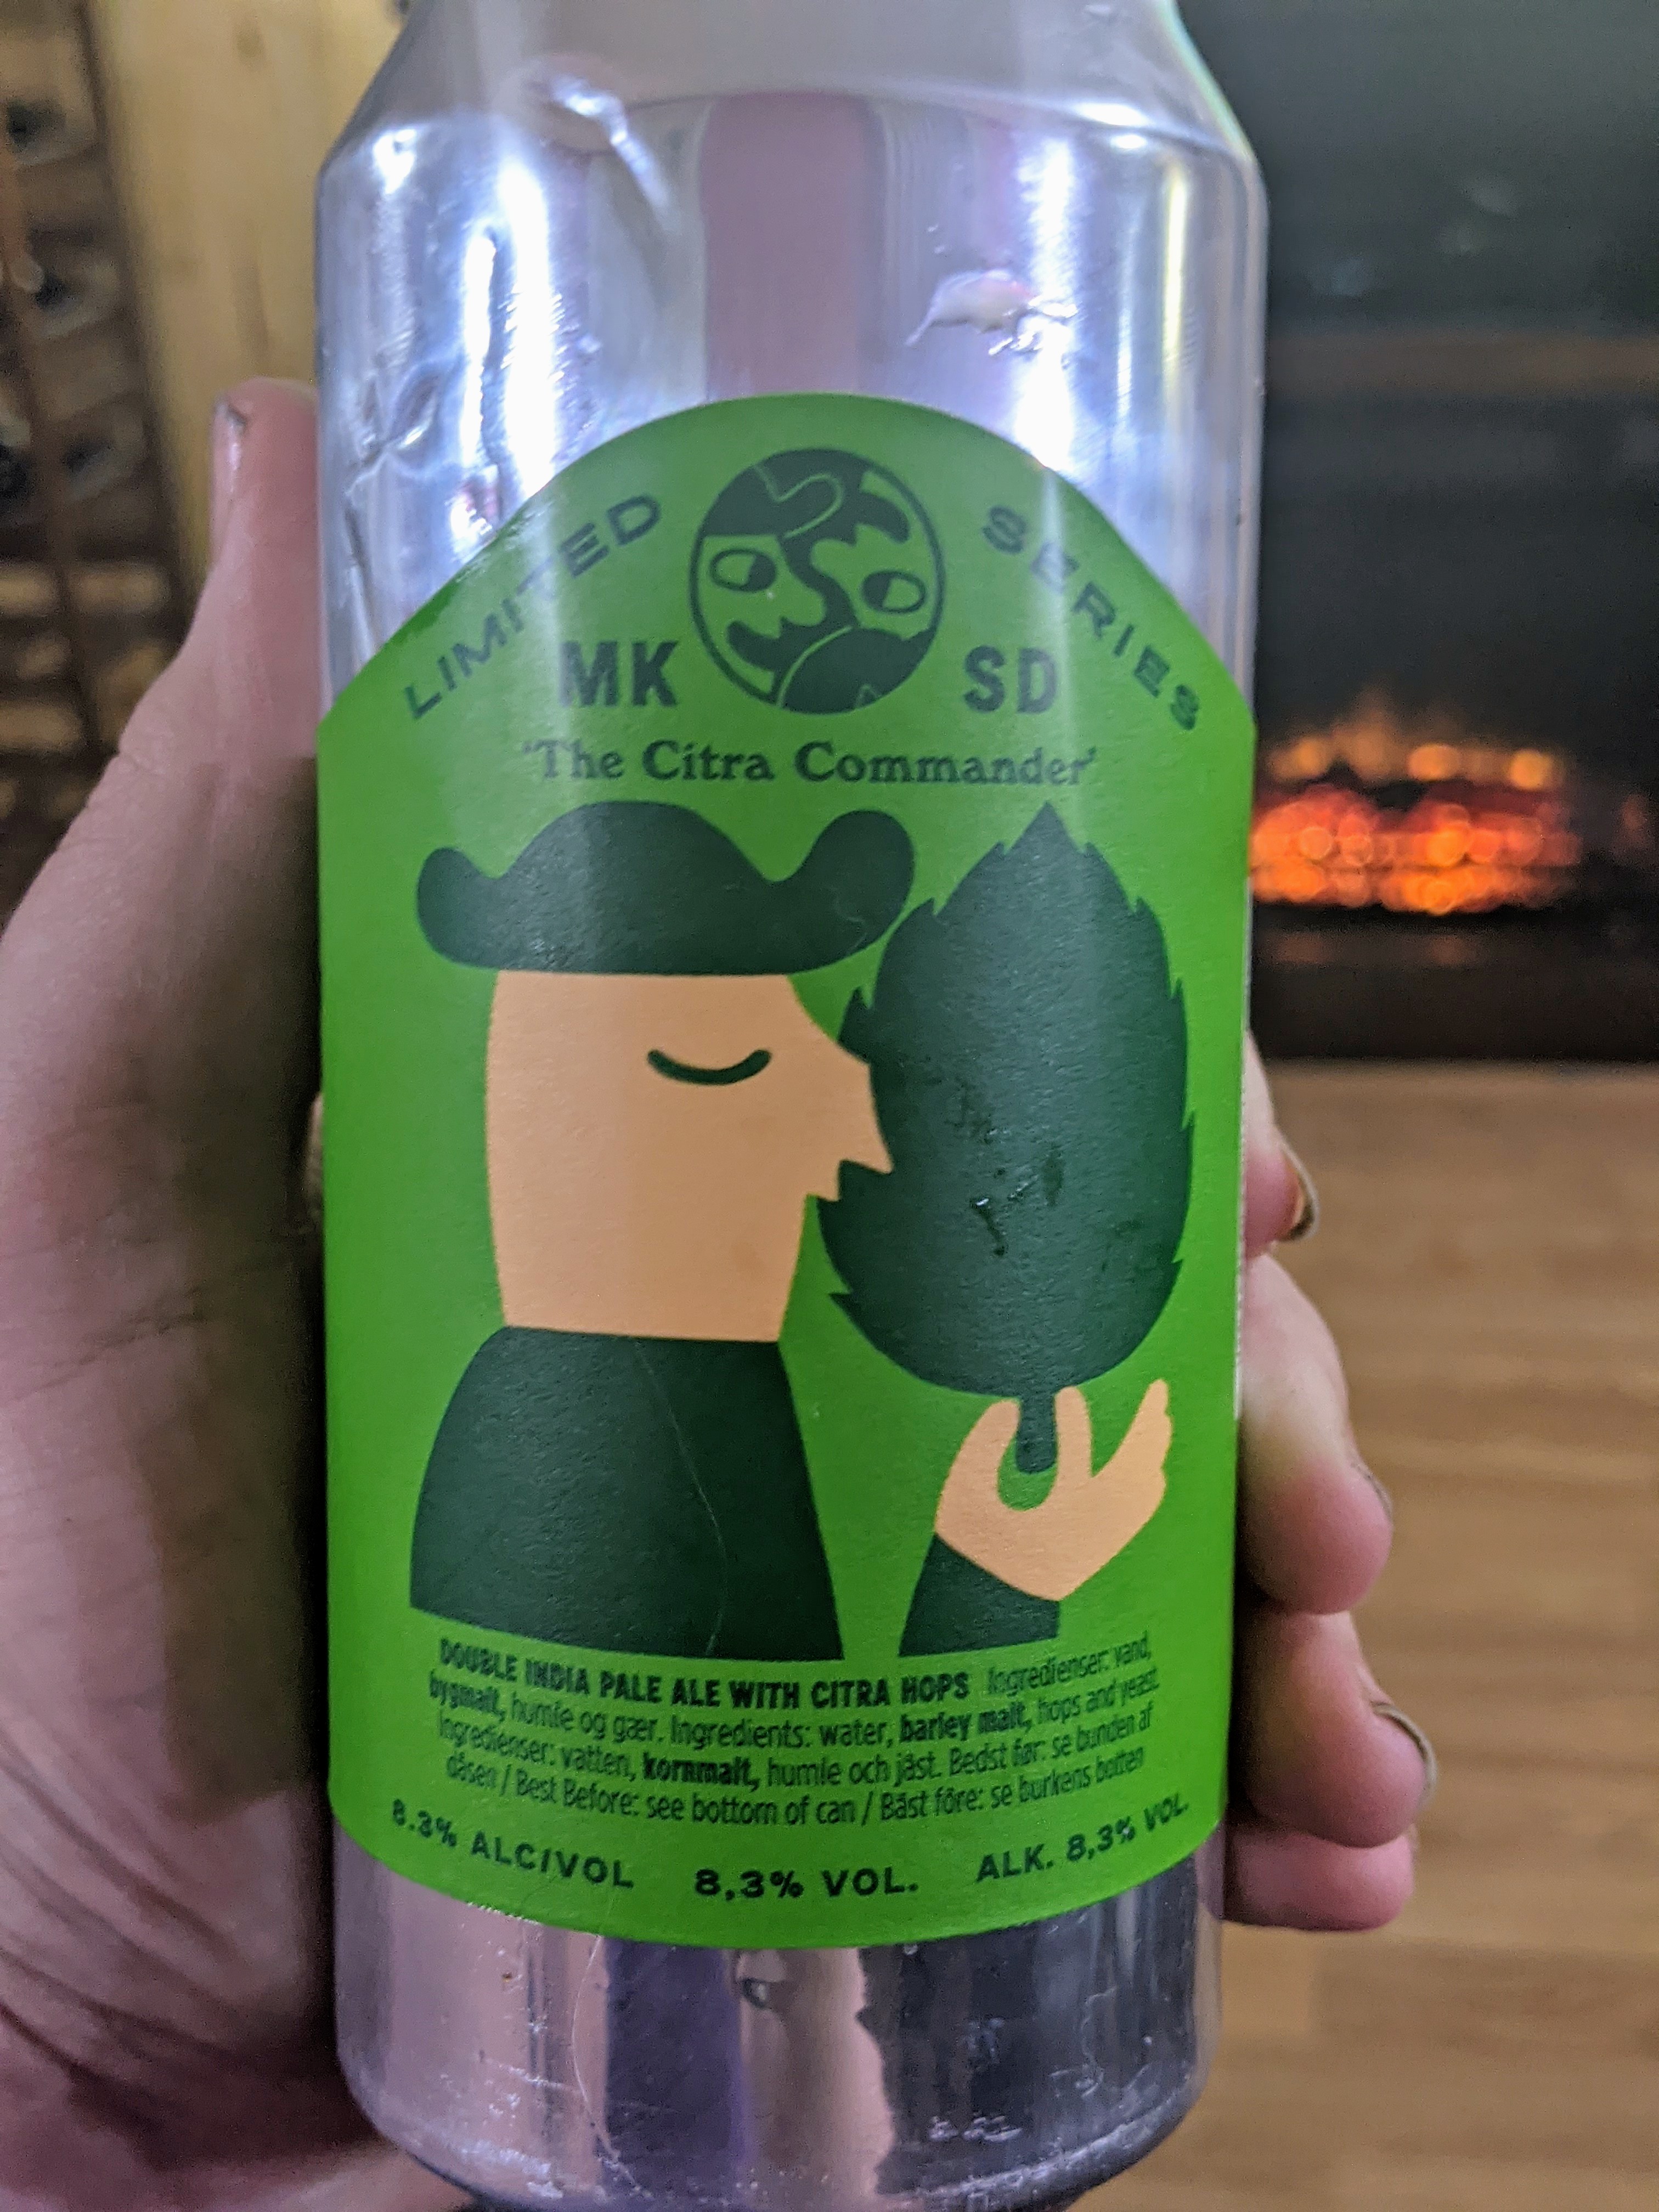 LIMITED SERIES
MK SD
'The Citra Commander'
DOUBLE INDIA PALE ALE WITH CITRA HOPS Ingredienser: vand,
bygmalt, humle og gær. Ingredients: water, barley malt, hops and yeast
Ingredienser: vatten, kornmalt, humle och jäst. Bedst før: se bunden af
dåsen / Best Before: see bottom of can / Bäst före: se burkens botten
8.3% ALC/VOL 8,3% VOL. ALK. 8,3% VOL.